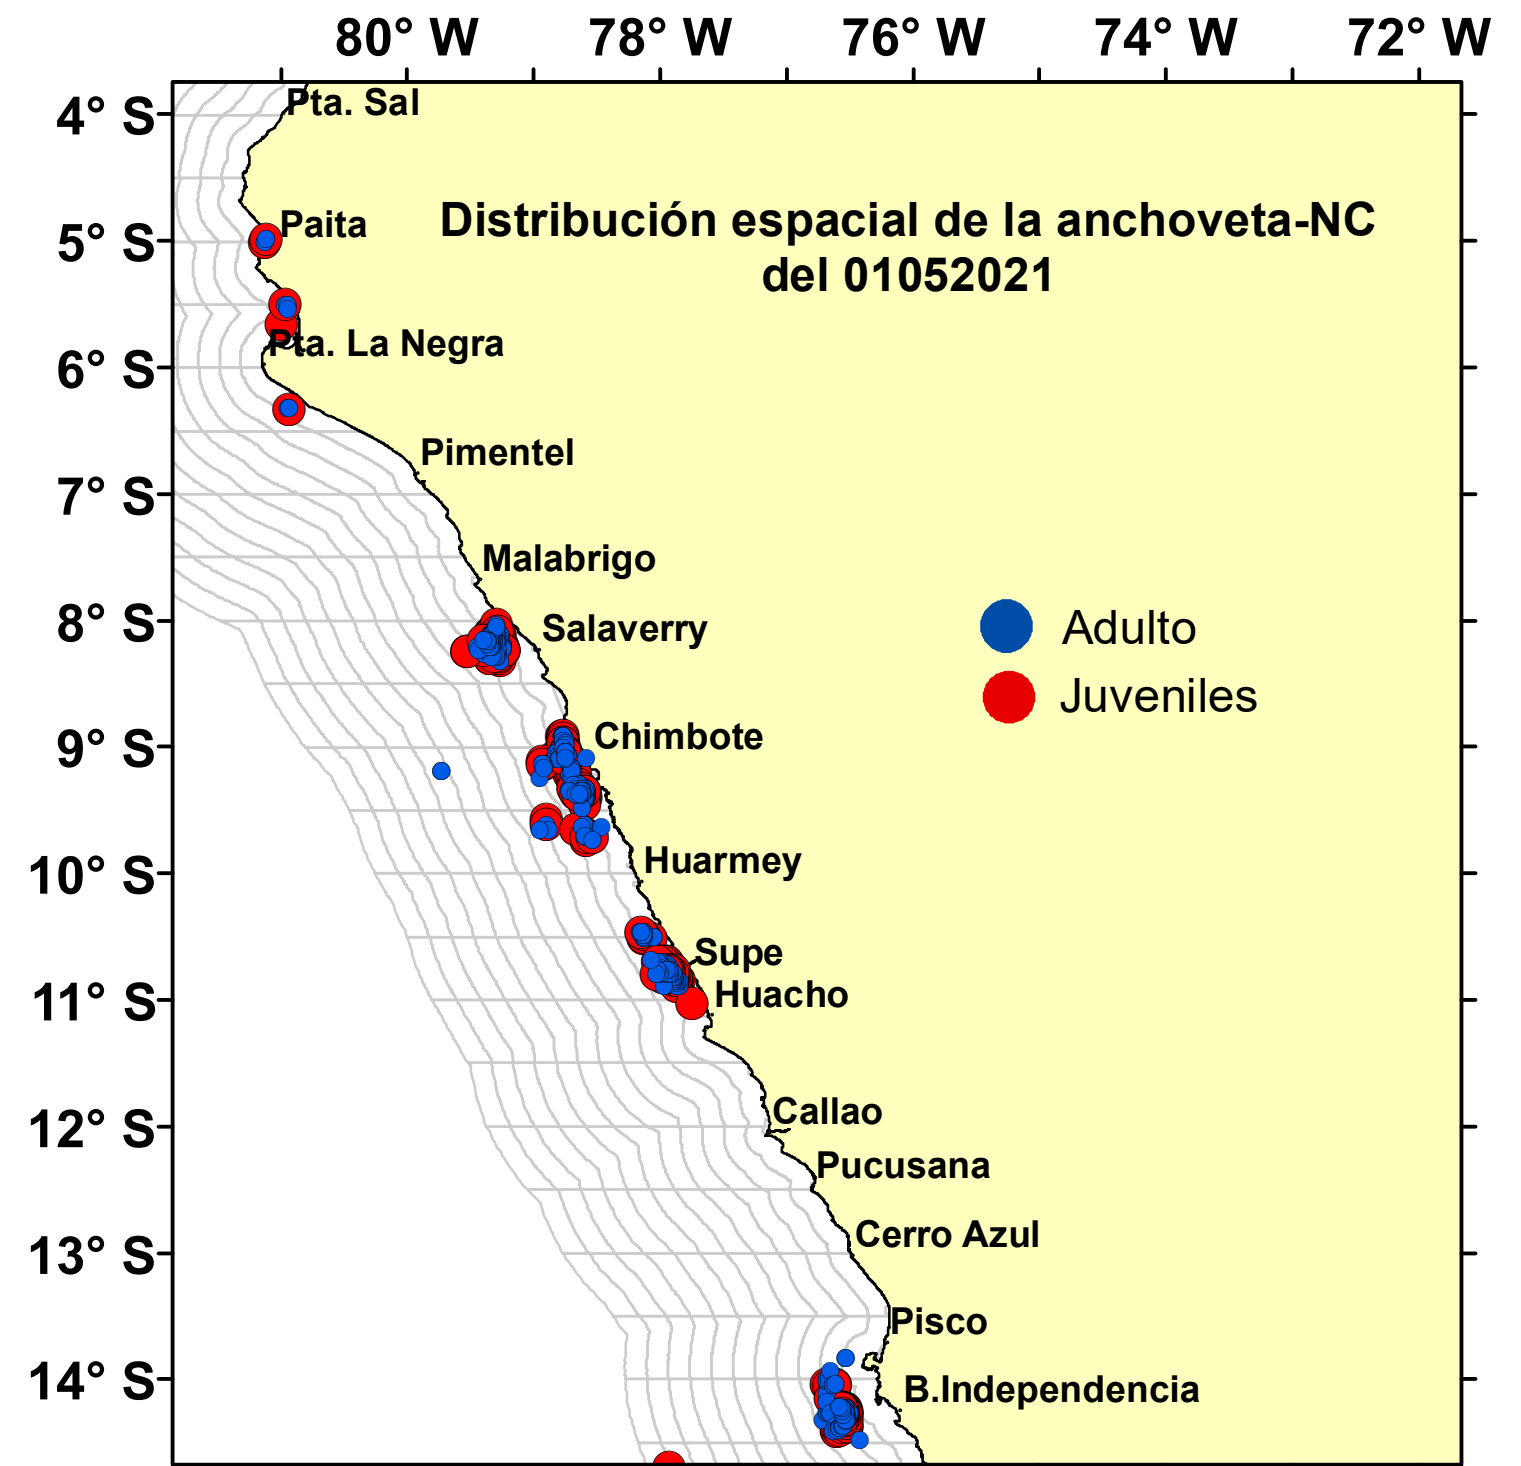 80° W 78° W 76° W 74° W 72° W
4° S
Pta. Sal
Paita
5° S
Distribución espacial de la anchoveta-NC
del 01052021
Pta. La Negra
6° S
Pimentel
7° S
Malabrigo
8° S
Salaverry
Adulto
Juveniles
Chimbote
9° S
Huarmey
10° S
Supe
Huacho
11° S
Callao
12° S
Pucusana
Cerro Azul
13° S
Pisco
14° S
B.Independencia